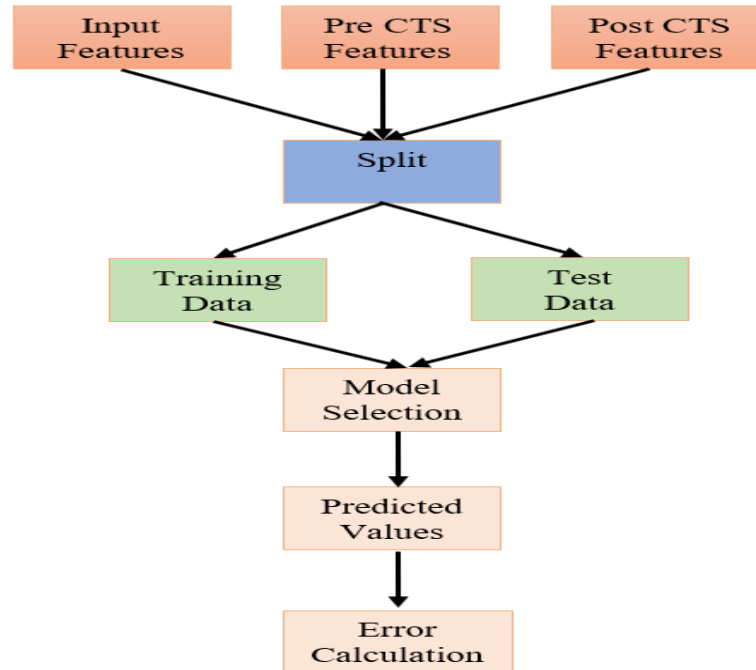 Input
Features
Pre CTS
Features
Post CTS
Features
Split
Training
Data
Test
Data
Model
Selection
Predicted
Values
Error
Calculation